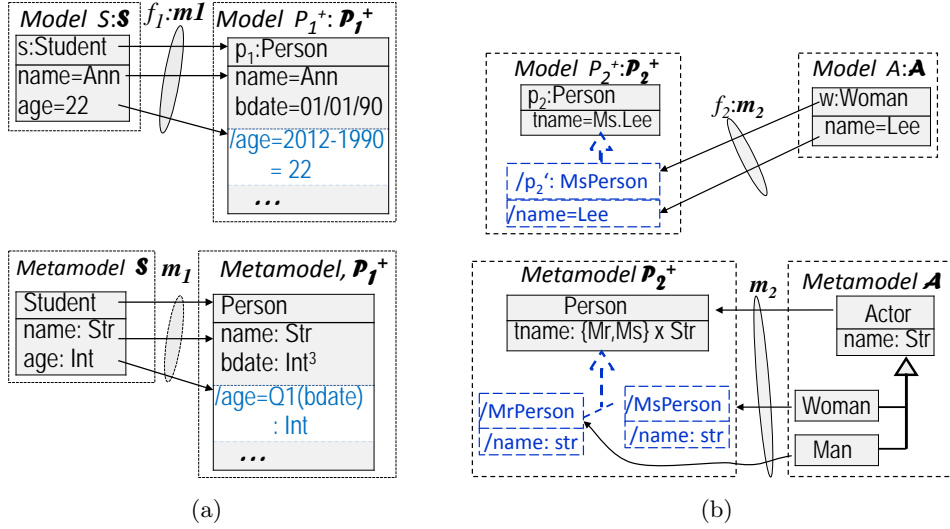 Model S:S
f₁:m1
Model P₁⁺: P₁⁺
s:Student
name=Ann
age=22
p₁:Person
name=Ann
bdate=01/01/90
/age=2012-1990
= 22
...
Metamodel S
m₁
Metamodel, P₁⁺
Student
name: Str
age: Int
Person
name: Str
bdate: Int³
/age=Q1(bdate)
: Int
...
(a)
Model P₂⁺:P₂⁺
Model A:A
p₂:Person
tname=Ms.Lee
f₂:m₂
w:Woman
name=Lee
/p₂‘: MsPerson
/name=Lee
Metamodel P₂⁺
m₂
Metamodel A
Person
tname: {Mr,Ms} x Str
Actor
name: Str
/MrPerson
/name: str
/MsPerson
/name: str
Woman
Man
(b)